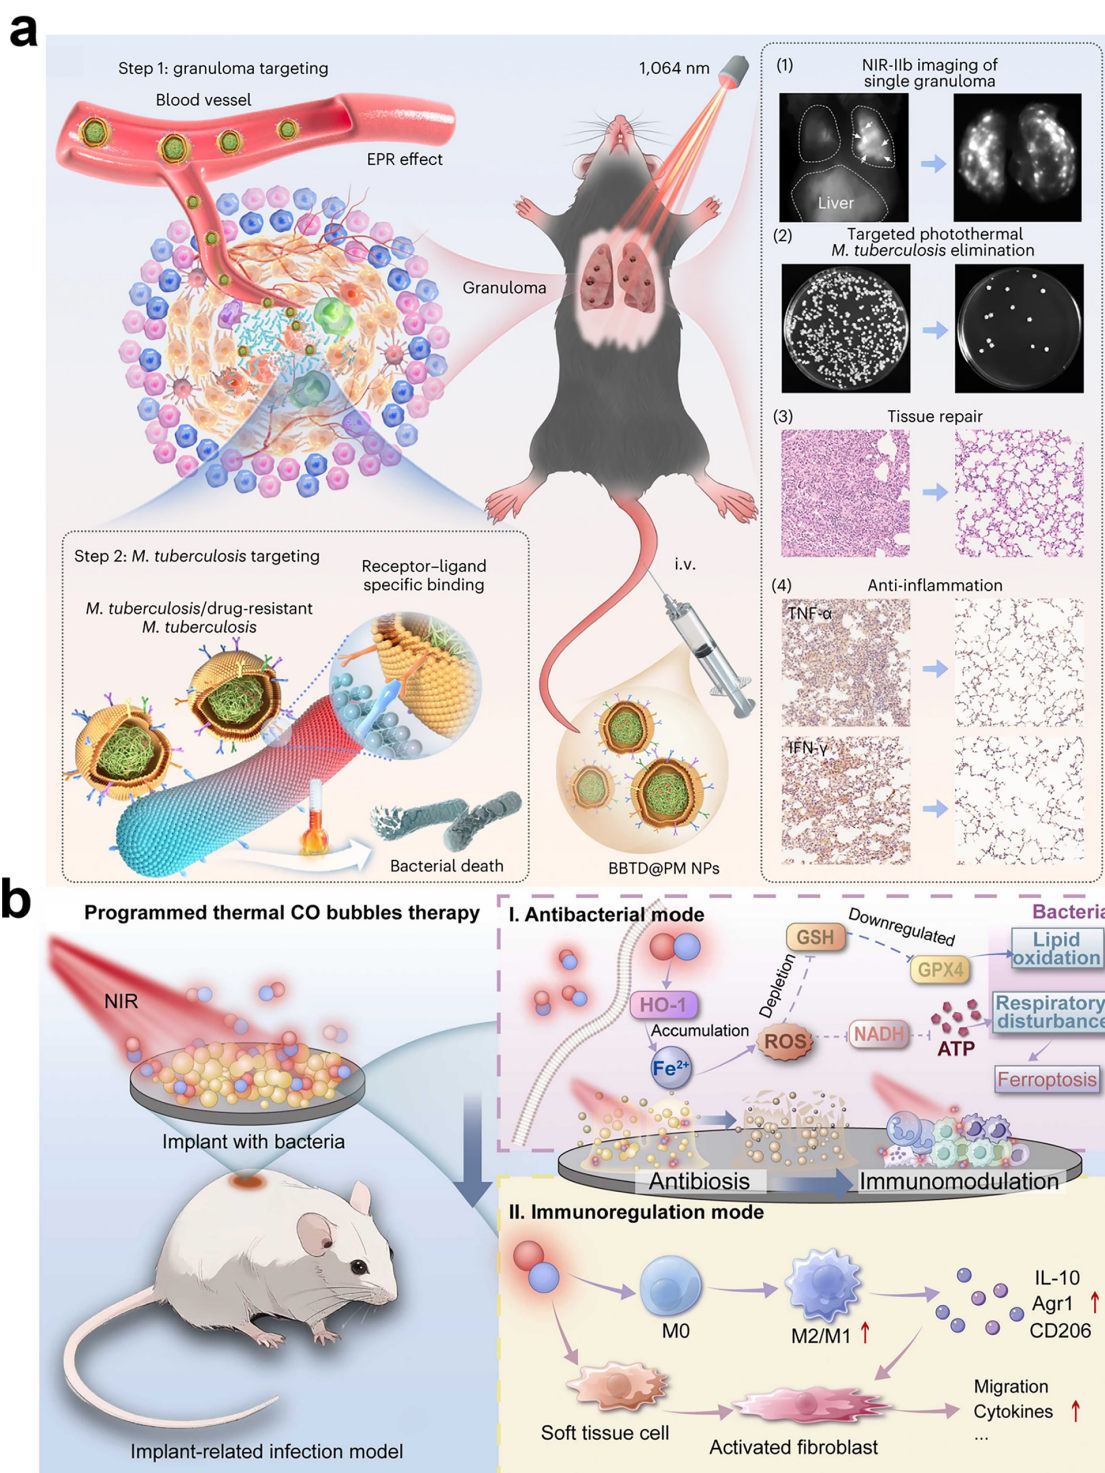 a
Step 1: granuloma targeting
Blood vessel
EPR effect
1,064 nm
Granuloma
(1)
NIR-IIb imaging of
single granuloma
Liver
(2)
Targeted photothermal
M. tuberculosis elimination
(3)
Tissue repair
(4)
Anti-inflammation
TNF-α
IFN-γ
Step 2: M. tuberculosis targeting
Receptor–ligand
specific binding
M. tuberculosis/drug-resistant
M. tuberculosis
Bacterial death
i.v.
BBTD@PM NPs
b
Programmed thermal CO bubbles therapy
NIR
Implant with bacteria
Implant-related infection model
I. Antibacterial mode
HO-1
Accumulation
Fe²⁺
ROS
Depletion
GSH
Downregulated
GPX4
NADH
ATP
Bacteria
Lipid
oxidation
Respiratory
disturbance
Ferroptosis
Antibiosis
Immunomodulation
II. Immunoregulation mode
M0
M2/M1 ↑
IL-10
Agr1 ↑
CD206
Soft tissue cell
Activated fibroblast
Migration
Cytokines ↑
...